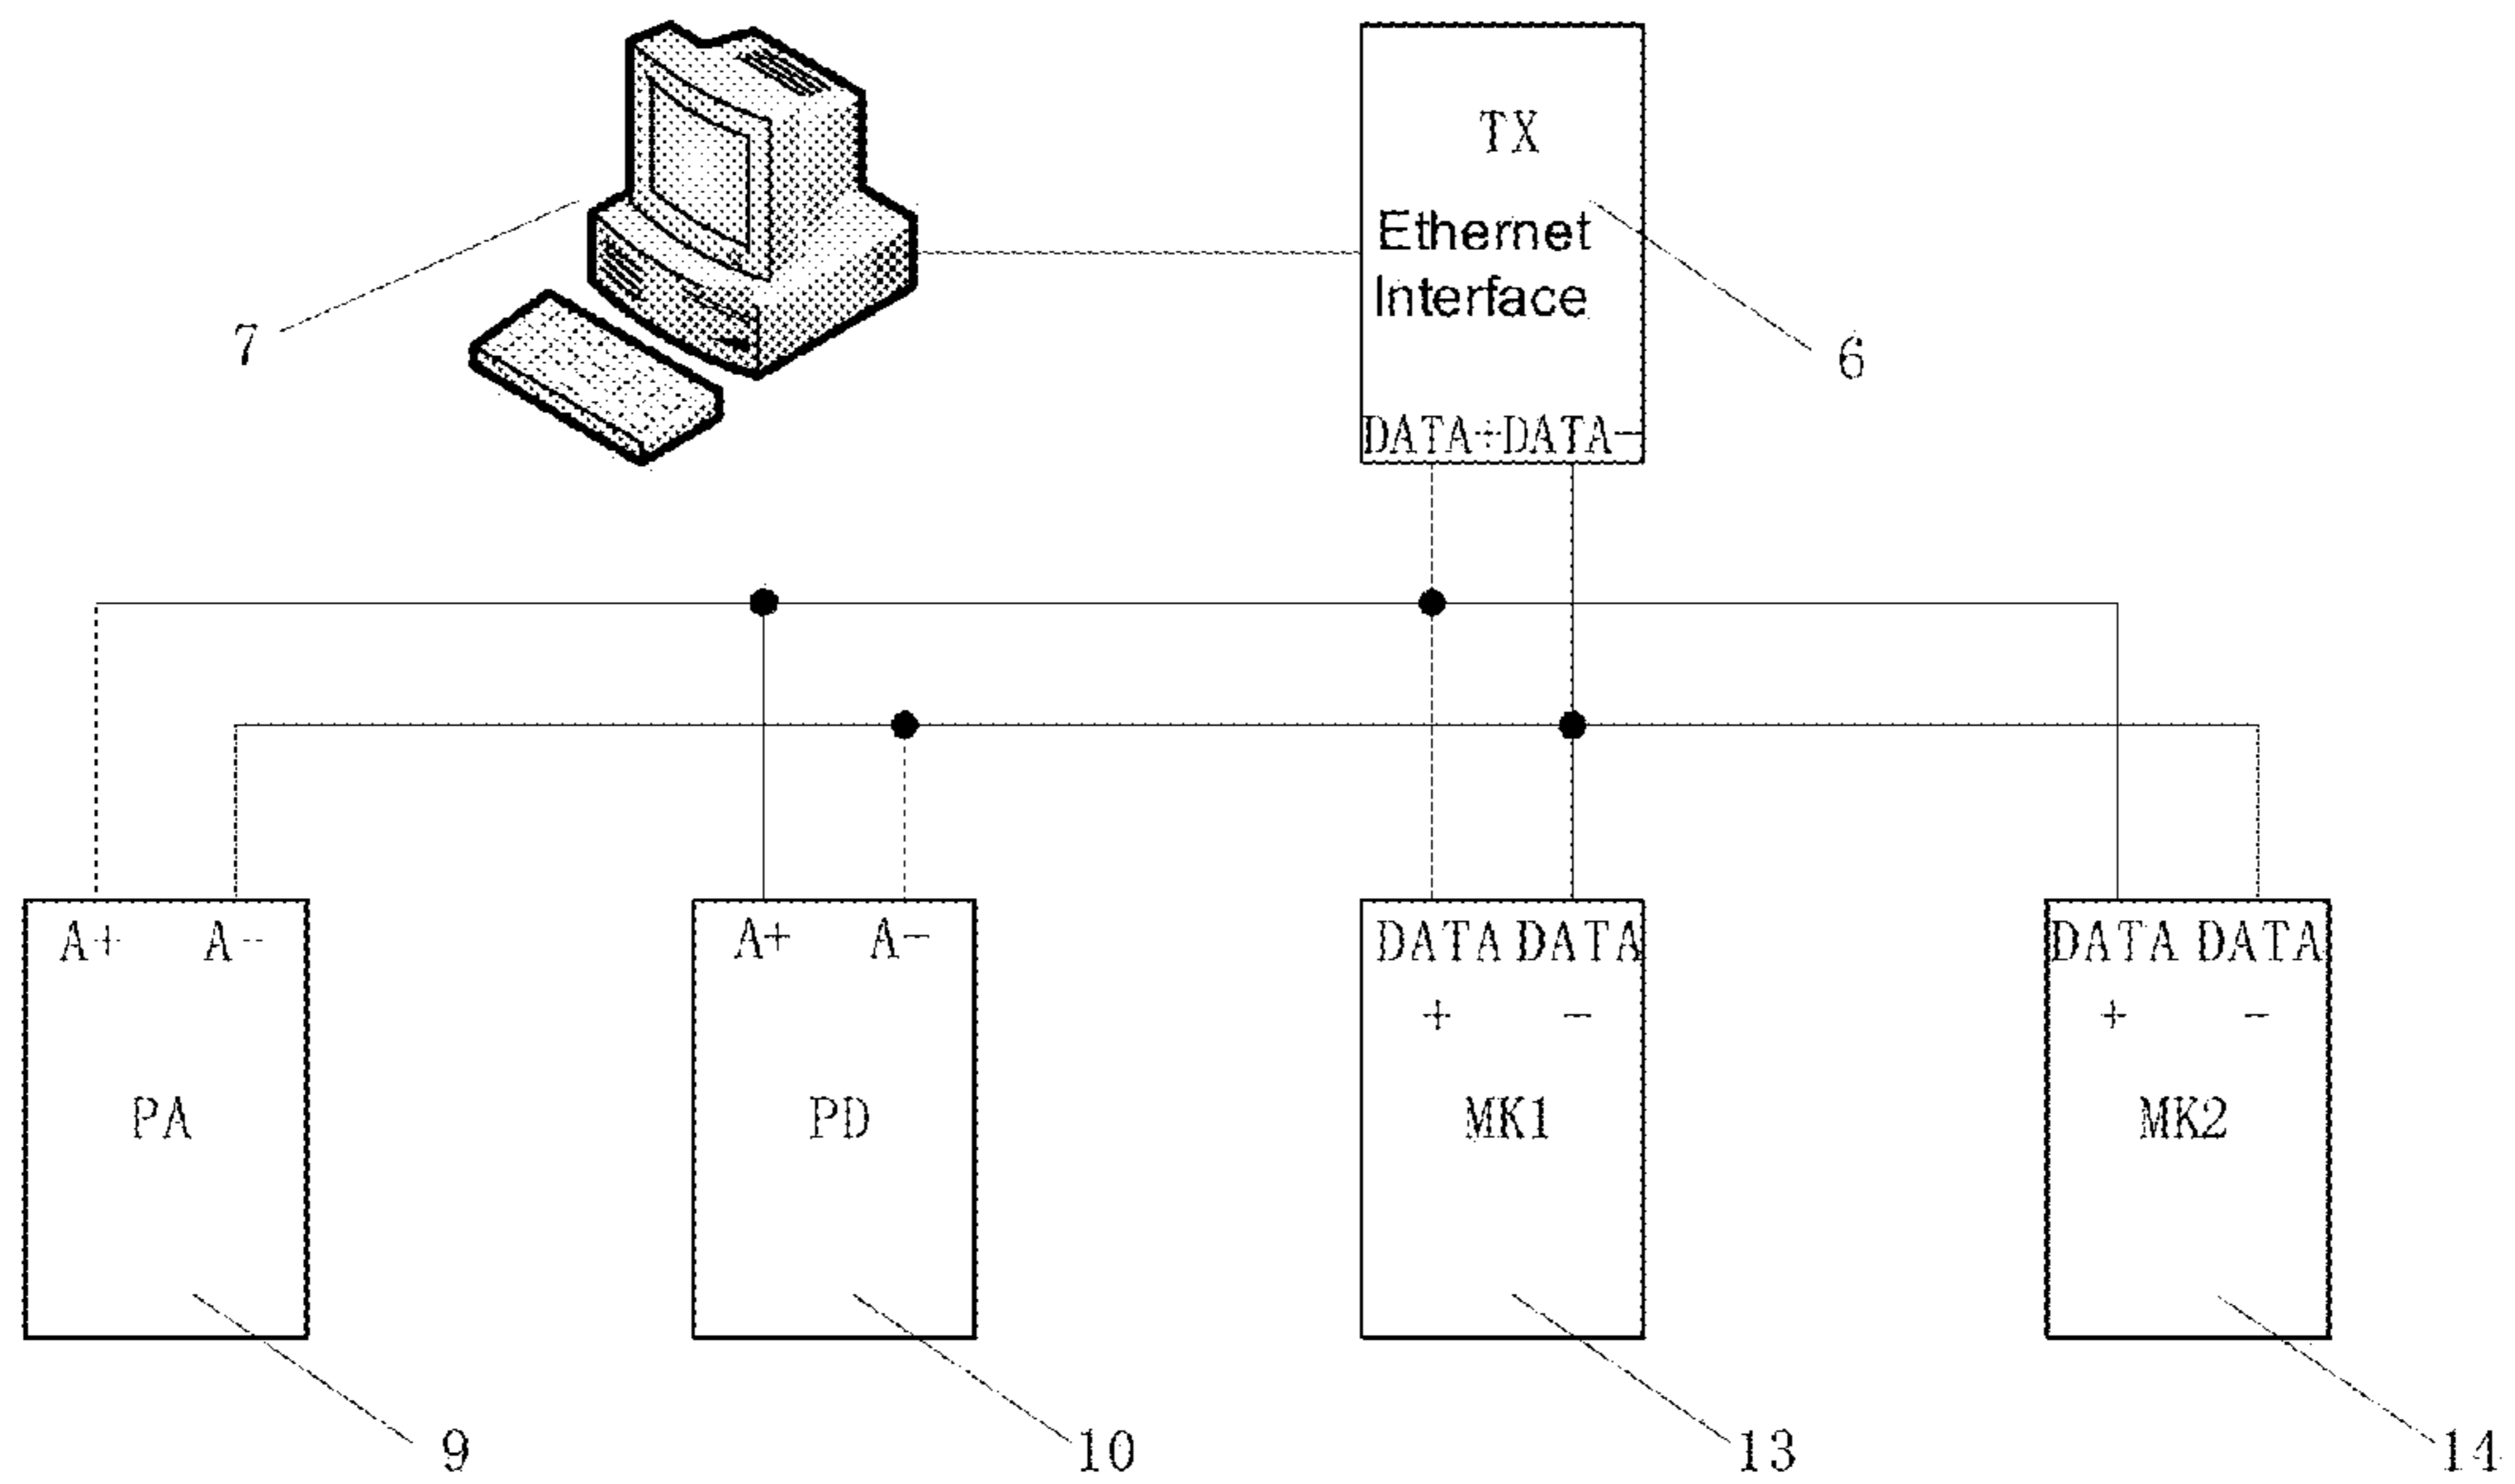 TX
Ethernet
Interface
7
6
DATA+DATA-
A+ A- A+ A- DATA DATA DATA DATA
+ - + -
PA PD MK1 MK2
9 10 13 14